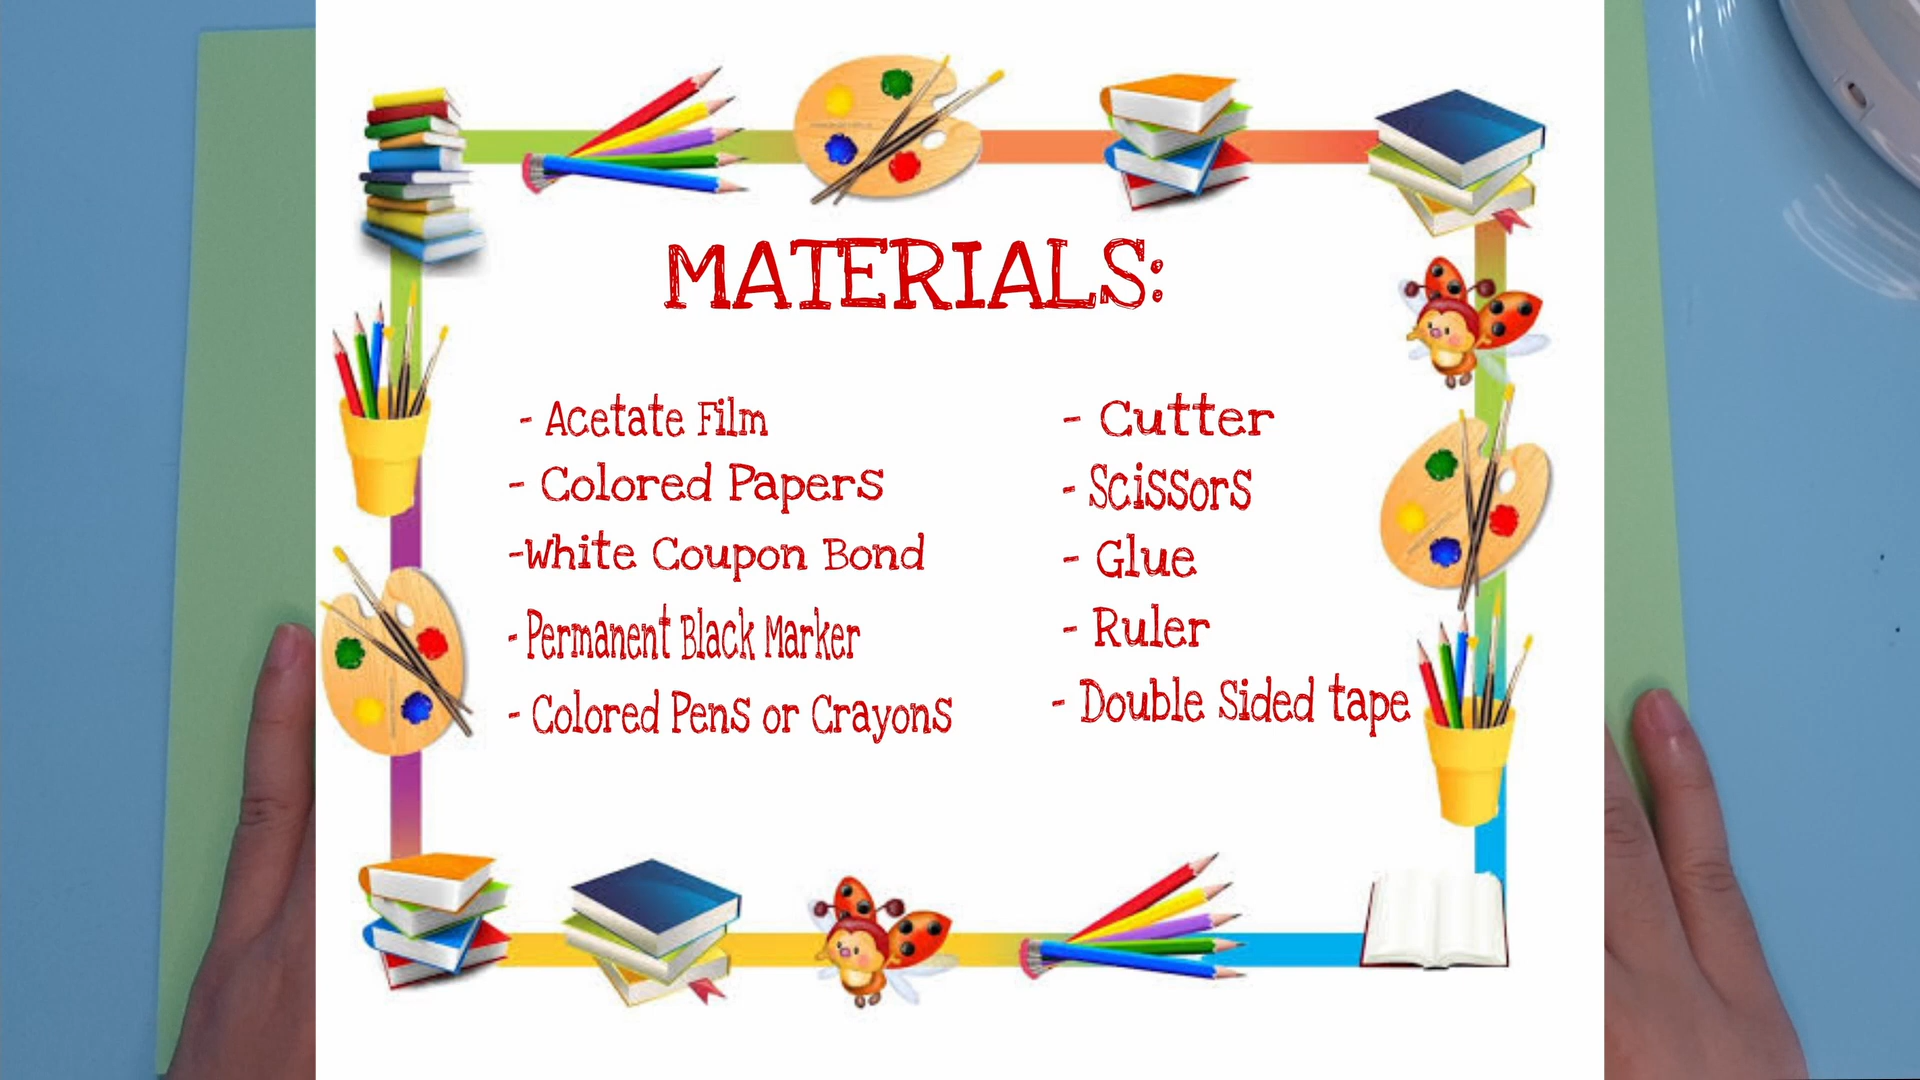 MATERIALS:
- Acetate Film
- Colored Papers
-White Coupon Bond
- Permanent Black Marker
- Colored Pens or Crayons
- Cutter
- Scissors
- Glue
- Ruler
- Double Sided tape